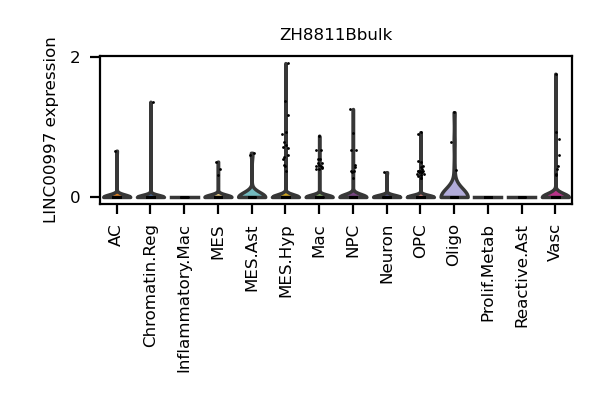 ZH8811Bbulk
LINC00997 expression
2
0
AC
Chromatin.Reg
Inflammatory.Mac
MES
MES.Ast
MES.Hyp
Mac
NPC
Neuron
OPC
Oligo
Prolif.Metab
Reactive.Ast
Vasc